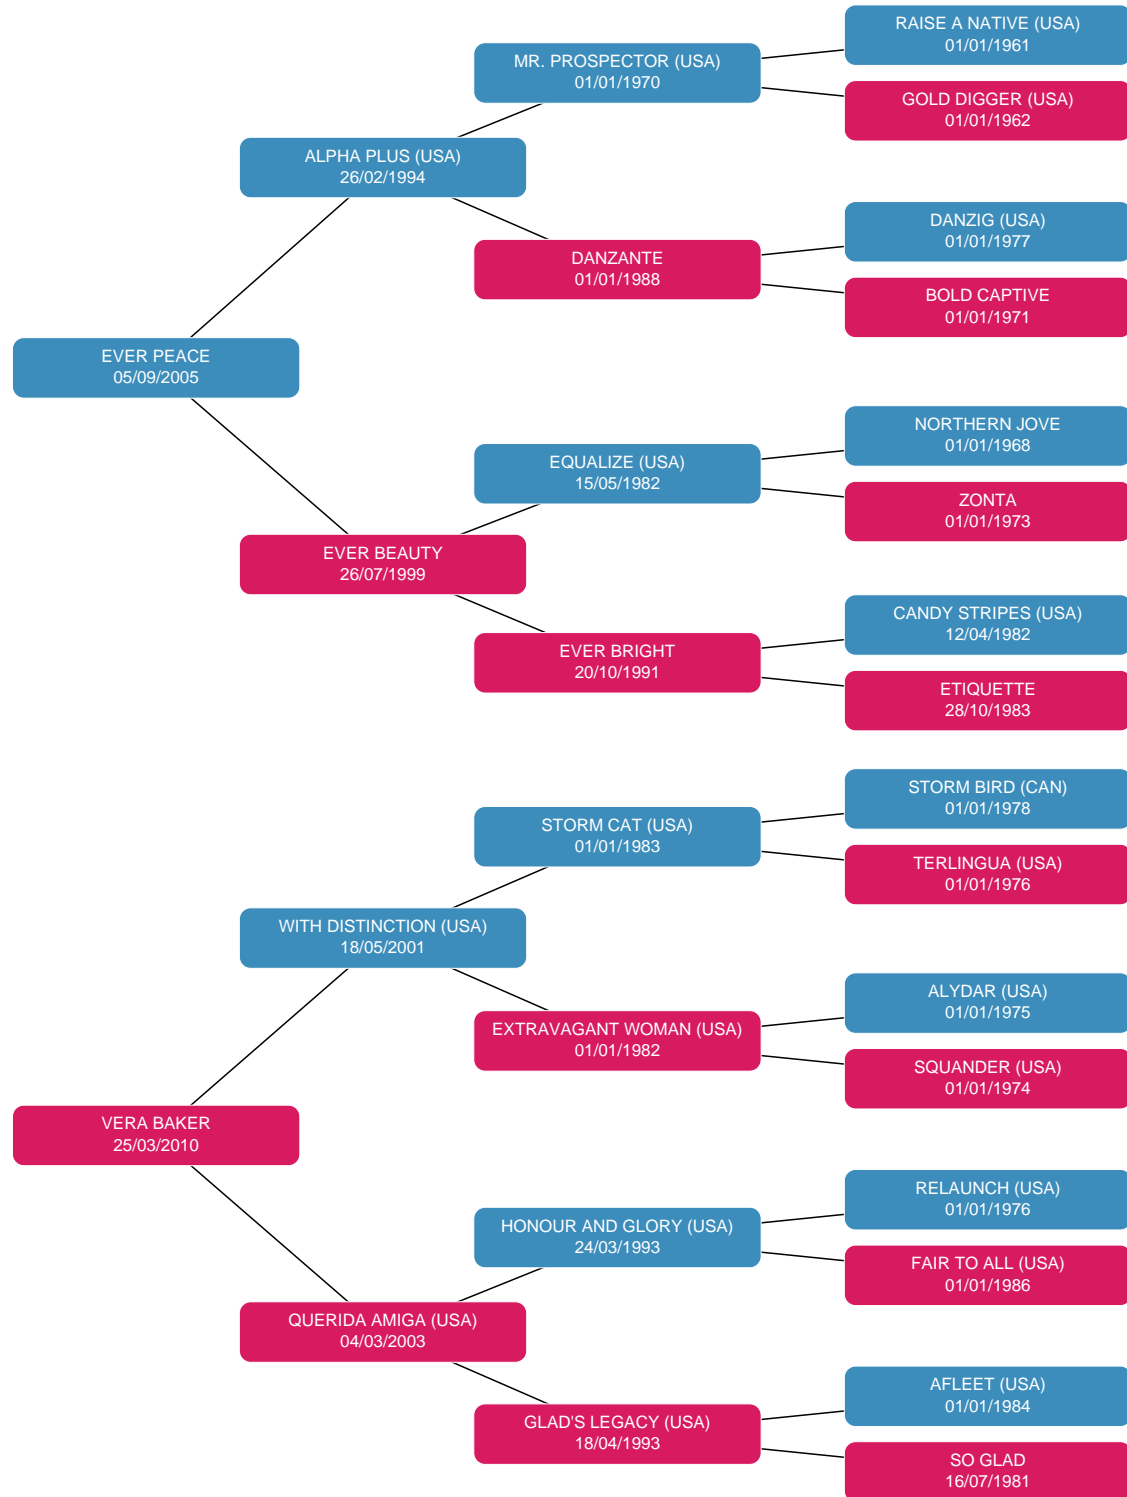 RAISE A NATIVE (USA)
01/01/1961
MR. PROSPECTOR (USA)
01/01/1970
GOLD DIGGER (USA)
01/01/1962
ALPHA PLUS (USA)
26/02/1994
DANZIG (USA)
01/01/1977
DANZANTE
01/01/1988
BOLD CAPTIVE
01/01/1971
EVER PEACE
05/09/2005
NORTHERN JOVE
01/01/1968
EQUALIZE (USA)
15/05/1982
ZONTA
01/01/1973
EVER BEAUTY
26/07/1999
CANDY STRIPES (USA)
12/04/1982
EVER BRIGHT
20/10/1991
ETIQUETTE
28/10/1983
STORM BIRD (CAN)
01/01/1978
STORM CAT (USA)
01/01/1983
TERLINGUA (USA)
01/01/1976
WITH DISTINCTION (USA)
18/05/2001
ALYDAR (USA)
01/01/1975
EXTRAVAGANT WOMAN (USA)
01/01/1982
SQUANDER (USA)
01/01/1974
VERA BAKER
25/03/2010
RELAUNCH (USA)
01/01/1976
HONOUR AND GLORY (USA)
24/03/1993
FAIR TO ALL (USA)
01/01/1986
QUERIDA AMIGA (USA)
04/03/2003
AFLEET (USA)
01/01/1984
GLAD'S LEGACY (USA)
18/04/1993
SO GLAD
16/07/1981